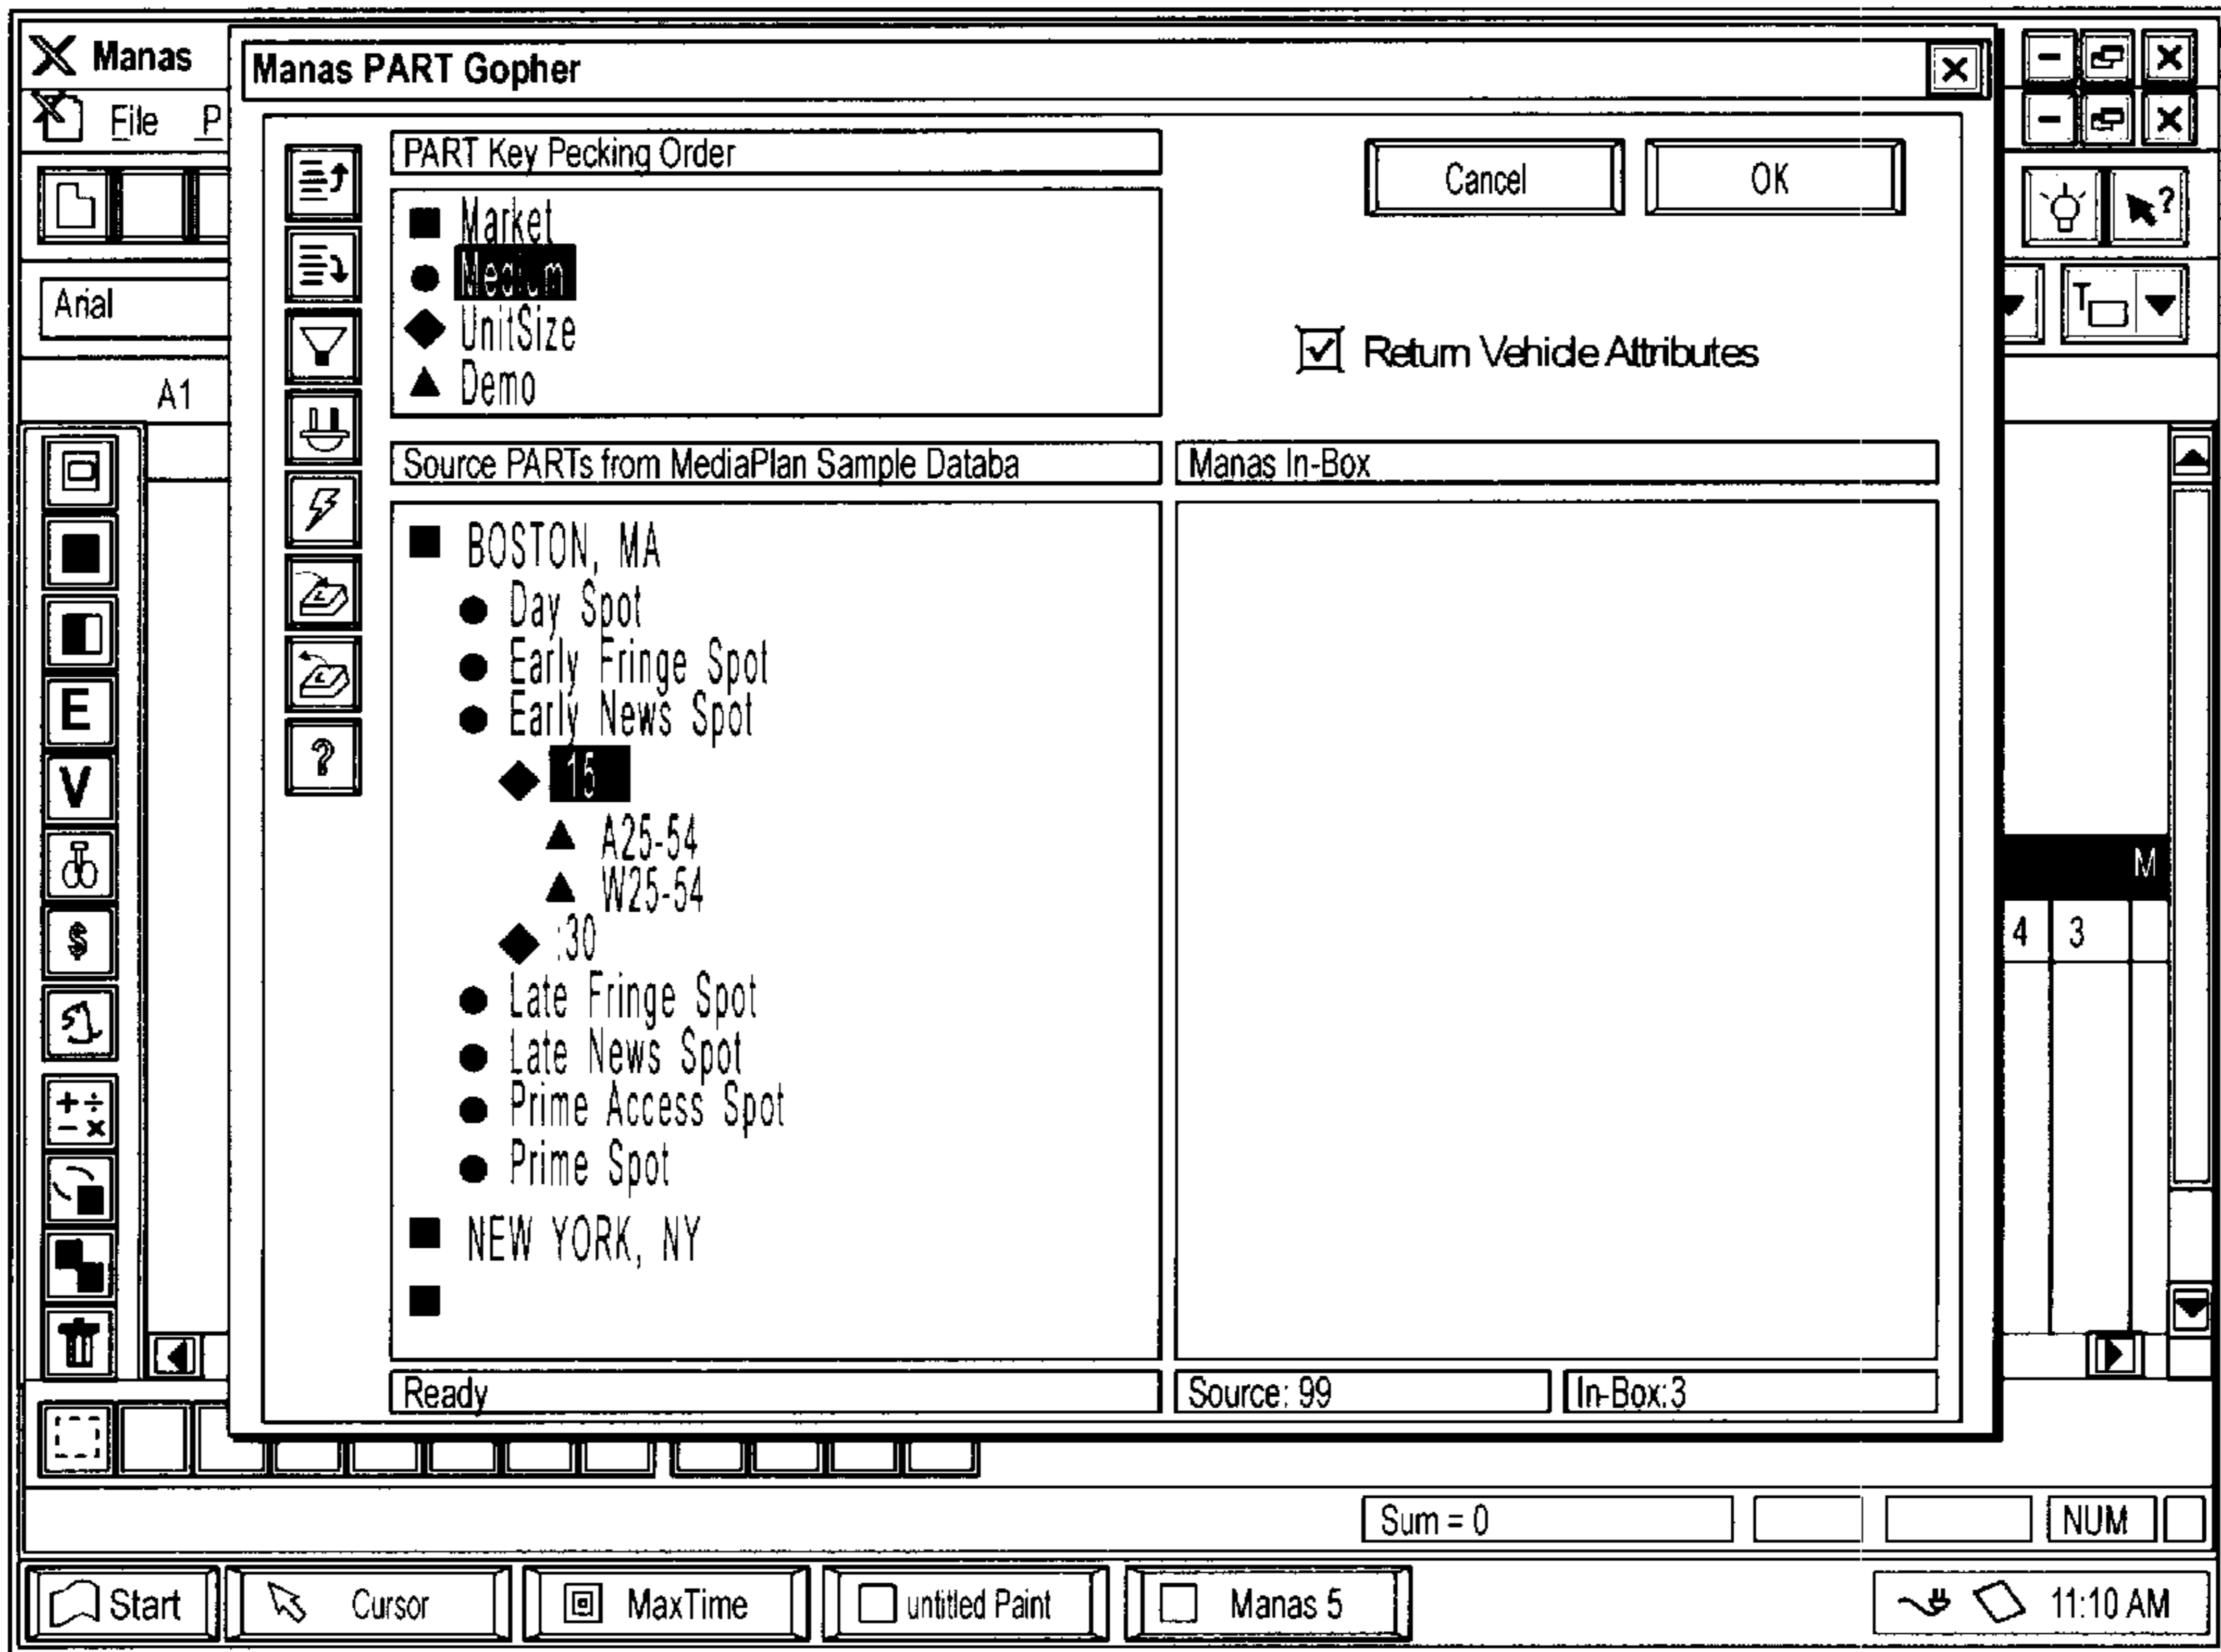 Manas
Manas PART Gopher
File P
PART Key Pecking Order
Cancel
OK
Market
Medium
UnitSize
Demo
Return Vehicle Attributes
Arial
T
A1
Source PARTs from MediaPlan Sample Databa
Manas In-Box
BOSTON, MA
Day Spot
Early Fringe Spot
Early News Spot
15
A25-54
W25-54
:30
Late Fringe Spot
Late News Spot
Prime Access Spot
Prime Spot
NEW YORK, NY
E
V
$
?
M
4 3
Ready
Source: 99
In-Box:3
Sum = 0
NUM
Start
Cursor
MaxTime
untitled Paint
Manas 5
11:10 AM